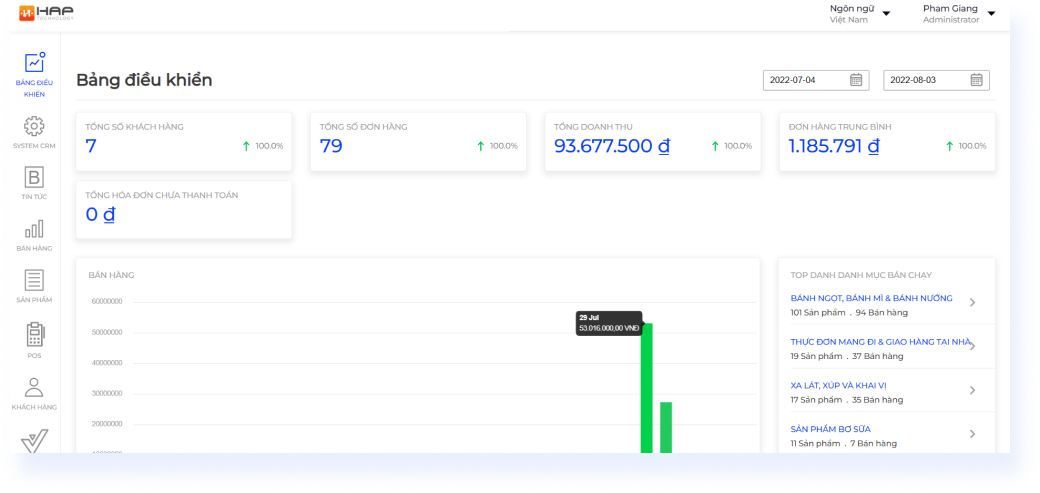 HAP
TECHNOLOGY
Ngôn ngữ
Việt Nam
Pham Giang
Administrator
BẢNG ĐIỀU
KHIỂN
SYSTEM CRM
TIN TỨC
BÁN HÀNG
SẢN PHẨM
POS
KHÁCH HÀNG
Bảng điều khiển
2022-07-04
2022-08-03
TỔNG SỐ KHÁCH HÀNG
7
100.0%
TỔNG SỐ ĐƠN HÀNG
79
100.0%
TỔNG DOANH THU
93.677.500 ₫
100.0%
ĐƠN HÀNG TRUNG BÌNH
1.185.791 ₫
100.0%
TỔNG HÓA ĐƠN CHƯA THANH TOÁN
0 ₫
BÁN HÀNG
60000000
50000000
40000000
30000000
20000000
29 Jul
53.016.000,00 VNĐ
TOP DANH DANH MỤC BÁN CHẠY
BÁNH NGỌT, BÁNH MÌ & BÁNH NƯỚNG
101 Sản phẩm . 94 Bán hàng
THỰC ĐƠN MANG ĐI & GIAO HÀNG TẠI NHÀ
19 Sản phẩm . 37 Bán hàng
XA LÁT, XÚP VÀ KHAI VỊ
17 Sản phẩm . 35 Bán hàng
SẢN PHẨM BƠ SỮA
11 Sản phẩm . 7 Bán hàng